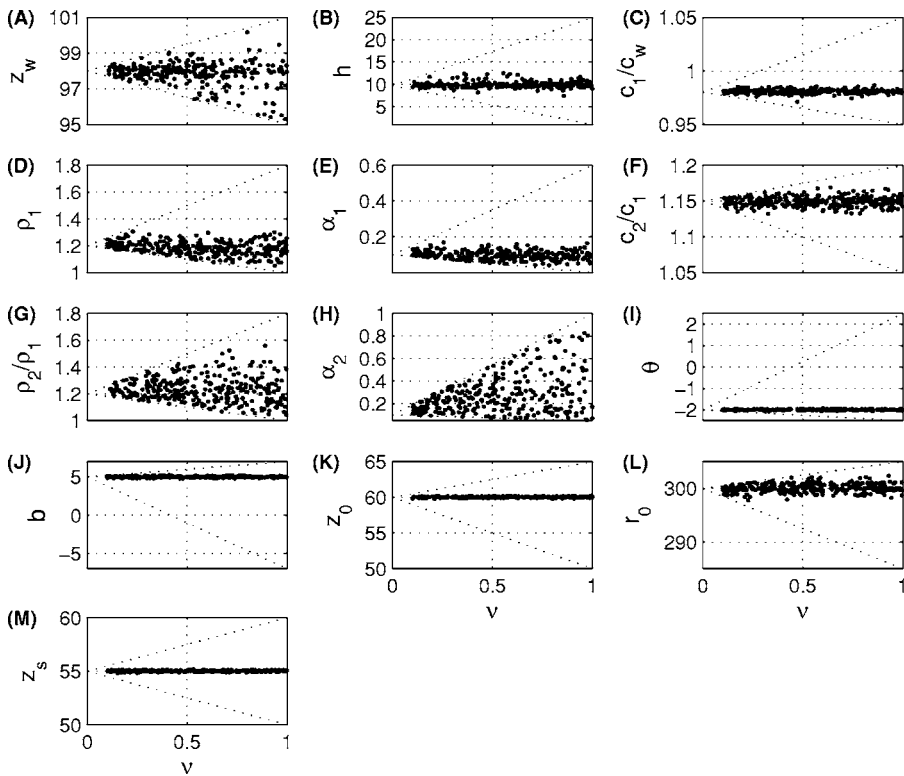 (A)
101
99
97
95
z_w
(B)
25
20
15
10
5
h
(C)
1.05
1
0.95
c_1/c_w
(D)
1.8
1.6
1.4
1.2
1
ρ_1
(E)
0.6
0.4
0.2
α_1
(F)
1.2
1.15
1.1
1.05
c_2/c_1
(G)
1.8
1.6
1.4
1.2
1
ρ_2/ρ_1
(H)
1
0.8
0.6
0.4
0.2
α_2
(I)
2
1
0
−1
−2
θ
(J)
5
0
−5
b
(K)
65
60
55
50
z_0
0
0.5
1
ν
(L)
300
290
r_0
0
0.5
1
ν
(M)
60
55
50
z_s
0
0.5
1
ν